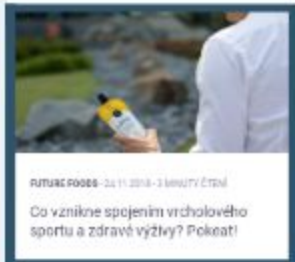 FUTURE FOODS - 24.11.2018 - 3 MINUTY ČTENÍ
Co vznikne spojením vrcholového
sportu a zdravé výživy? Pokeat!